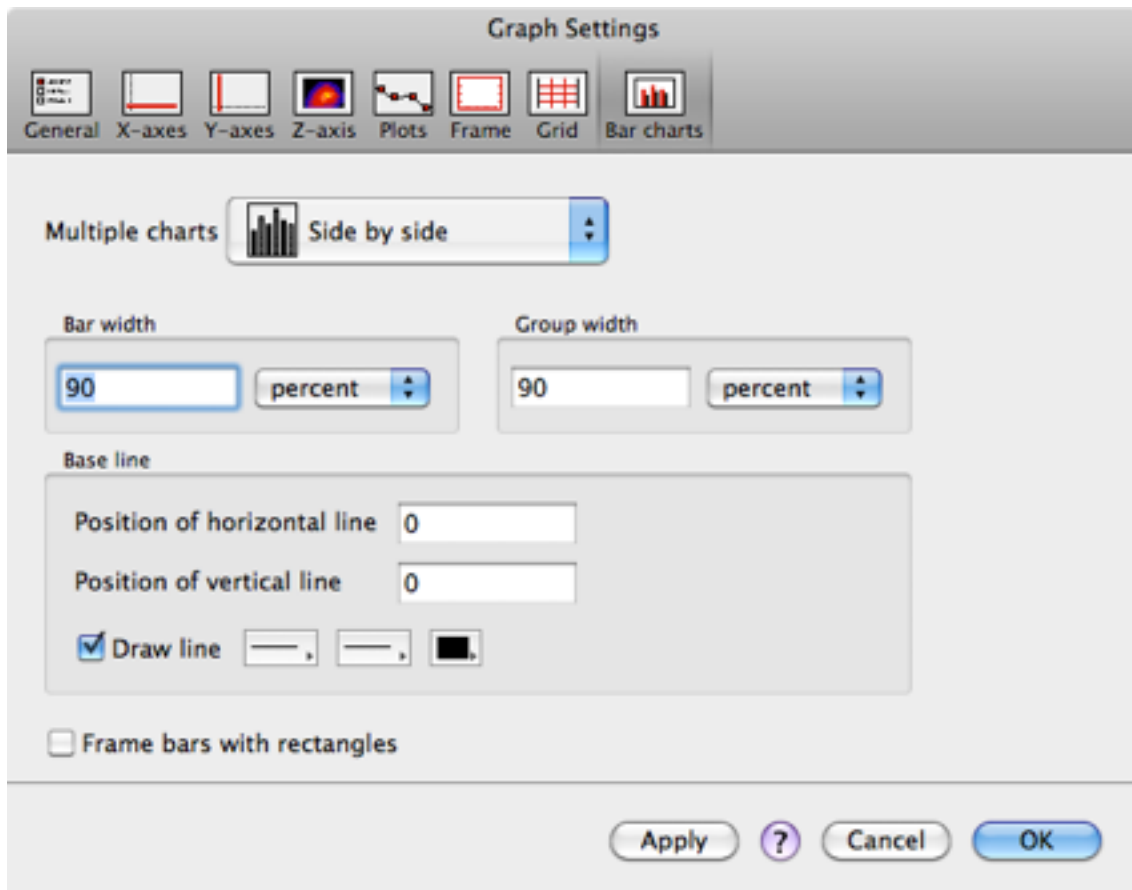 Graph Settings
General X-axes Y-axes Z-axis Plots Frame Grid Bar charts
Multiple charts Side by side
Bar width Group width
90 percent 90 percent
Base line
Position of horizontal line 0
Position of vertical line 0
Draw line
Frame bars with rectangles
Apply ? Cancel OK